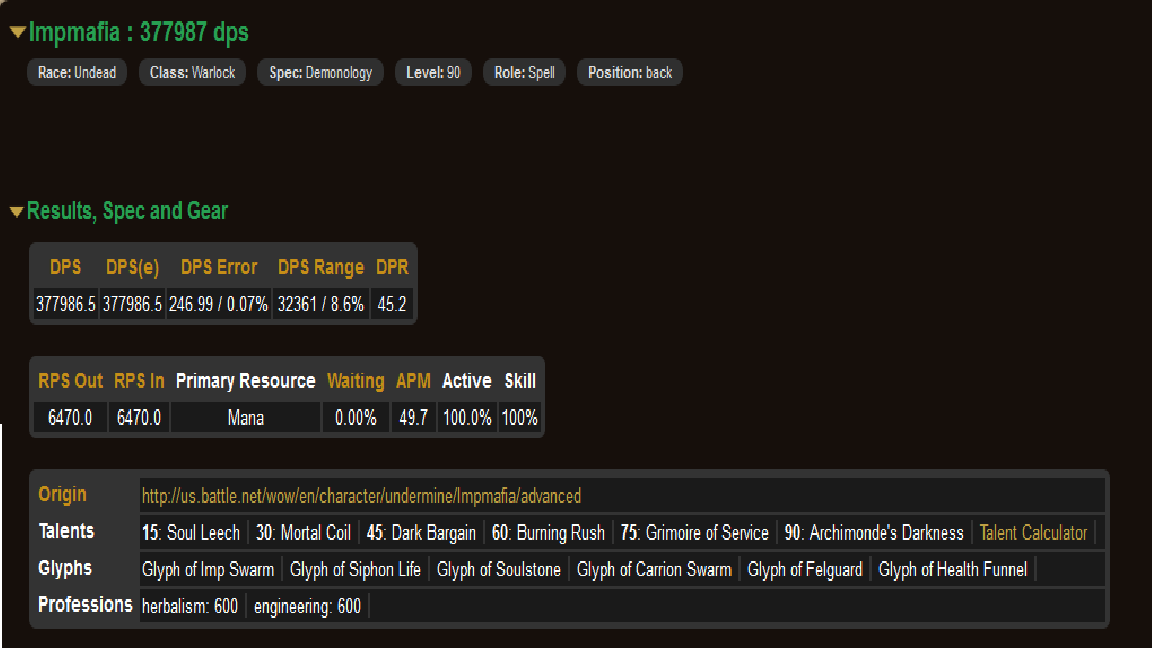 Impmafia : 377987 dps
Race: Undead Class: Warlock Spec: Demonology Level: 90 Role: Spell Position: back
Results, Spec and Gear
DPS DPS(e) DPS Error DPS Range DPR
377986.5 377986.5 246.99 / 0.07% 32361 / 8.6% 45.2
RPS Out RPS In Primary Resource Waiting APM Active Skill
6470.0 6470.0 Mana 0.00% 49.7 100.0% 100%
Origin http://us.battle.net/wow/en/character/undermine/Impmafia/advanced
Talents 15: Soul Leech 30: Mortal Coil 45: Dark Bargain 60: Burning Rush 75: Grimoire of Service 90: Archimonde's Darkness Talent Calculator
Glyphs Glyph of Imp Swarm Glyph of Siphon Life Glyph of Soulstone Glyph of Carrion Swarm Glyph of Felguard Glyph of Health Funnel
Professions herbalism: 600 engineering: 600